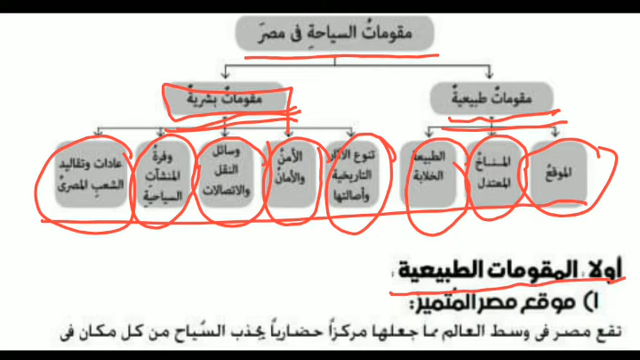 مقوماتُ السياحةِ فى مصرَ
مقوماتٌ طبيعيةٌ
مقوماتٌ بشريةٌ
الموقعُ
المناخُ
المعتدل
الطبيعة
الخلابة
تنوع الآثار
التاريخية
وأصالتها
الأمنُ
والأمانُ
وسائل
النقل
والاتصالات
وفرةُ
المنشآت
السياحيةِ
عادات وتقاليد
الشعبِ المصرىِّ
أولا: المقومات الطبيعية:
١) موقع مصر المُتميز:
تقع مصر فى وسط العالم مما جعلها مركزاً حضارياً يجذب السّياح من كل مكان فى